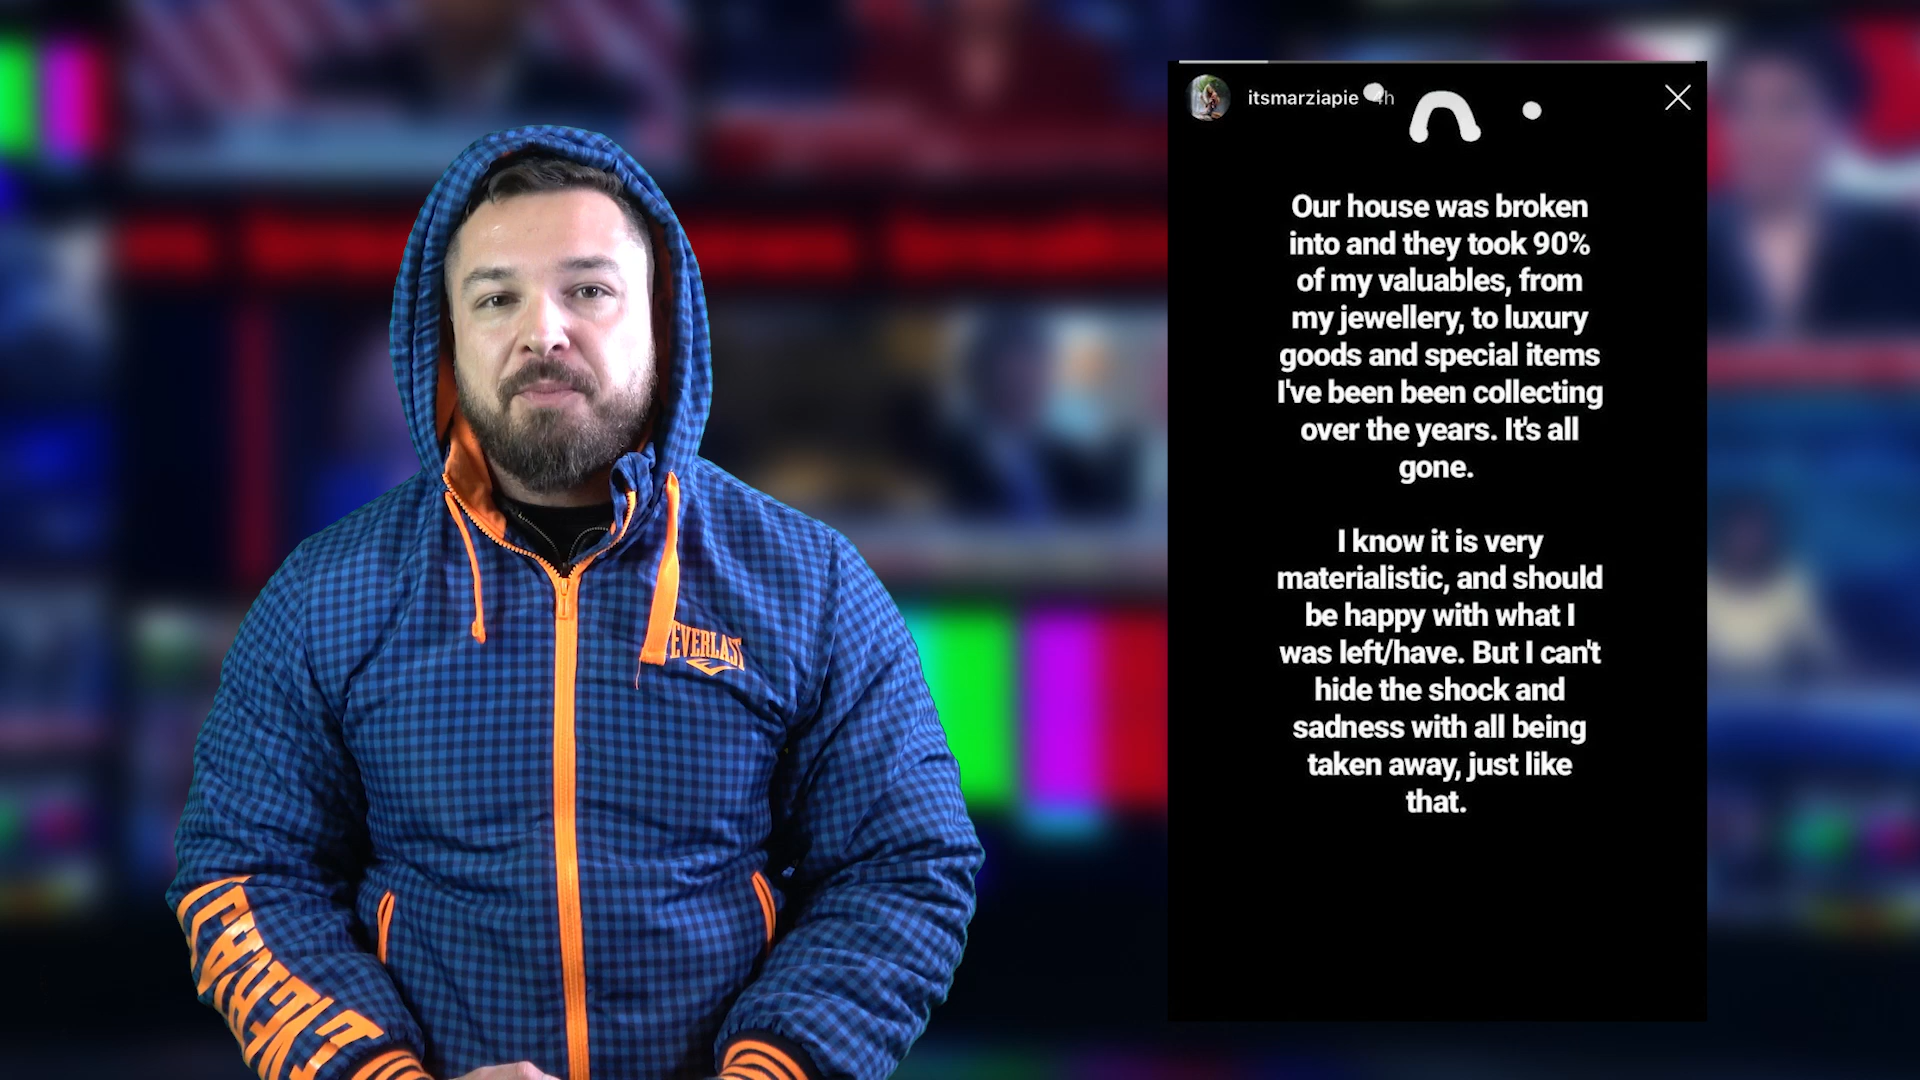 itsmarziapie 4h
Our house was broken
into and they took 90%
of my valuables, from
my jewellery, to luxury
goods and special items
I've been been collecting
over the years. It's all
gone.
I know it is very
materialistic, and should
be happy with what I
was left/have. But I can't
hide the shock and
sadness with all being
taken away, just like
that.
EVERLAST
EVERLAST